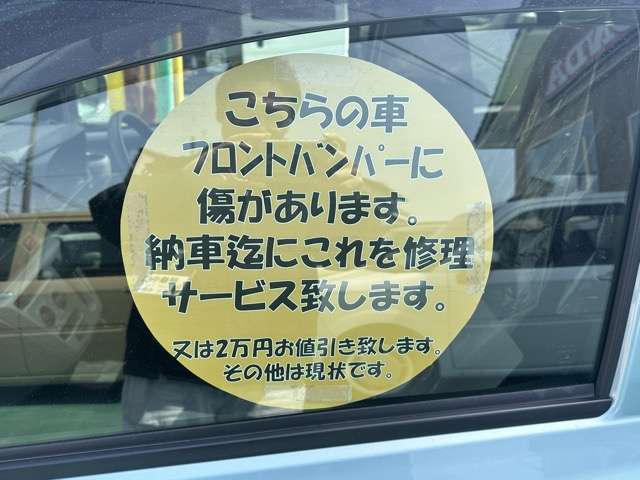 こちらの車
フロントバンパーに
傷があります。
納車迄にこれを修理
サービス致します。
又は2万円お値引き致します。
その他は現状です。
NDA